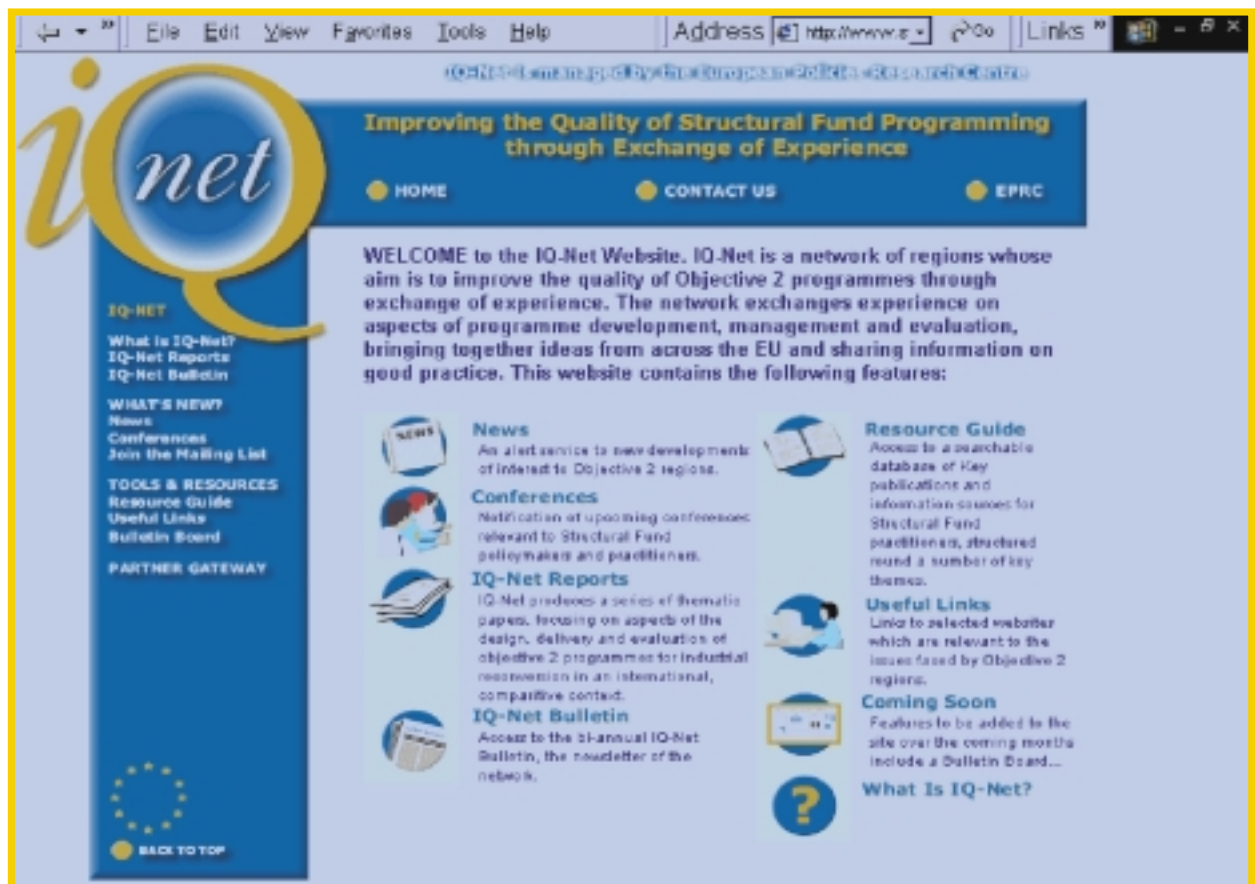 File Edit View Favorites Tools Help Address http://www.s Go Links
IQ-Net is managed by the European Policies Research Centre
iQ net
Improving the Quality of Structural Fund Programming
through Exchange of Experience
HOME CONTACT US EPRC
WELCOME to the IQ-Net Website. IQ-Net is a network of regions whose
aim is to improve the quality of Objective 2 programmes through
exchange of experience. The network exchanges experience on
aspects of programme development, management and evaluation,
bringing together ideas from across the EU and sharing information on
good practice. This website contains the following features:
IQ-NET
What is IQ-Net?
IQ-Net Reports
IQ-Net Bulletin
WHAT'S NEW?
News
Conferences
Join the Mailing List
TOOLS & RESOURCES
Resource Guide
Useful Links
Bulletin Board
PARTNER GATEWAY
BACK TO TOP
NEWS
News
An alert service to new developments
of interest to Objective 2 regions.
Conferences
Notification of upcoming conferences
relevant to Structural Fund
policymakers and practitioners.
IQ-Net Reports
IQ-Net produces a series of thematic
papers, focusing on aspects of the
design, delivery and evaluation of
objective 2 programmes for industrial
reconversion in an international,
comparitive context.
IQ-Net Bulletin
Access to the bi-annual IQ-Net
Bulletin, the newsletter of the
network.
Resource Guide
Access to a searchable
database of Key
publications and
information sources for
Structural Fund
practitioners, structured
round a number of key
themes.
Useful Links
Links to selected websites
which are relevant to the
issues faced by Objective 2
regions.
Coming Soon
Features to be added to the
site over the coming months
include a Bulletin Board...
?
What Is IQ-Net?